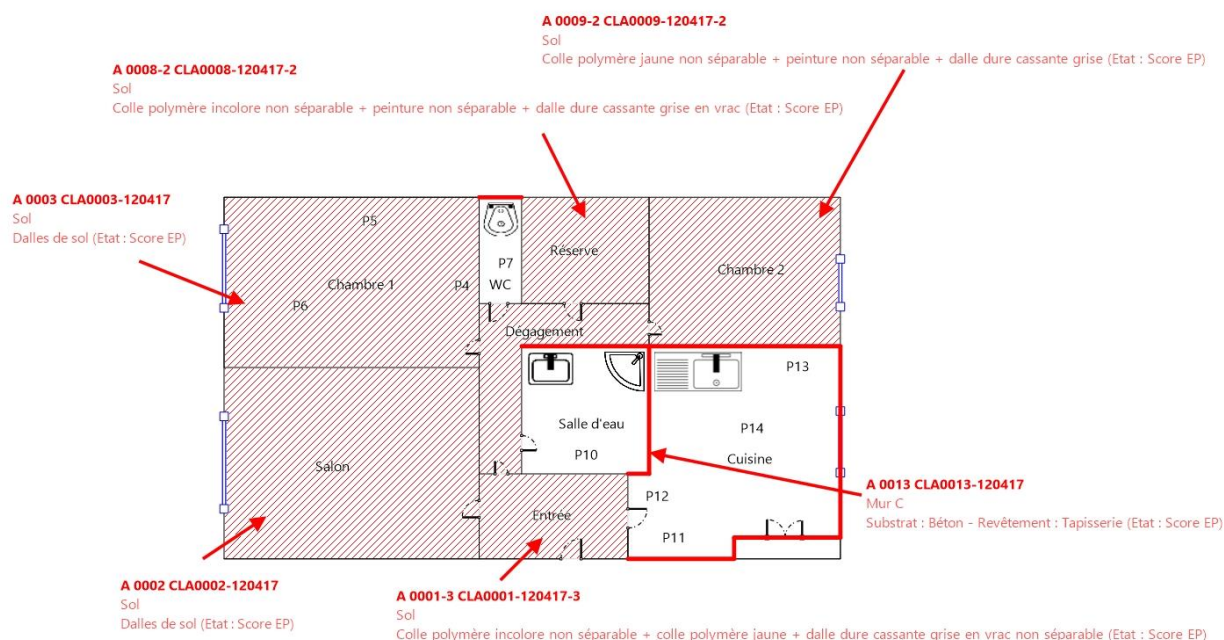 A 0009-2 CLA0009-120417-2
Sol
Colle polymère jaune non séparable + peinture non séparable + dalle dure cassante grise (Etat : Score EP)
A 0008-2 CLA0008-120417-2
Sol
Colle polymère incolore non séparable + peinture non séparable + dalle dure cassante grise en vrac (Etat : Score EP)
A 0003 CLA0003-120417
Sol
Dalles de sol (Etat : Score EP)
P5
Chambre 1
P4
P6
P7
WC
Réserve
Chambre 2
Dégagement
Salle d'eau
P10
P13
P14
Cuisine
Salon
Entrée
P12
P11
A 0013 CLA0013-120417
Mur C
Substrat : Béton - Revêtement : Tapisserie (Etat : Score EP)
A 0002 CLA0002-120417
Sol
Dalles de sol (Etat : Score EP)
A 0001-3 CLA0001-120417-3
Sol
Colle polymère incolore non séparable + colle polymère jaune + dalle dure cassante grise en vrac non séparable (Etat : Score EP)